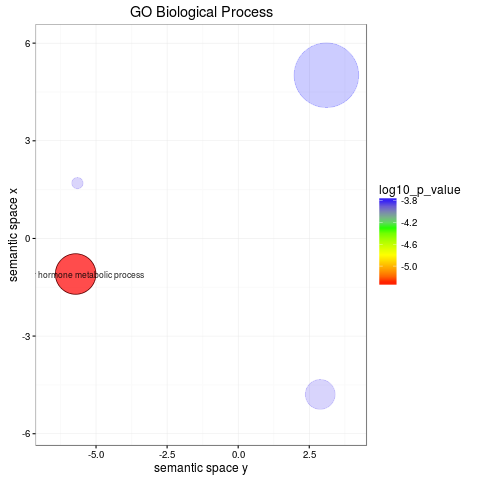 GO Biological Process
6
3
0
-3
-6
semantic space x
hormone metabolic process
-5.0
-2.5
0.0
2.5
semantic space y
log10_p_value
-3.8
-4.2
-4.6
-5.0